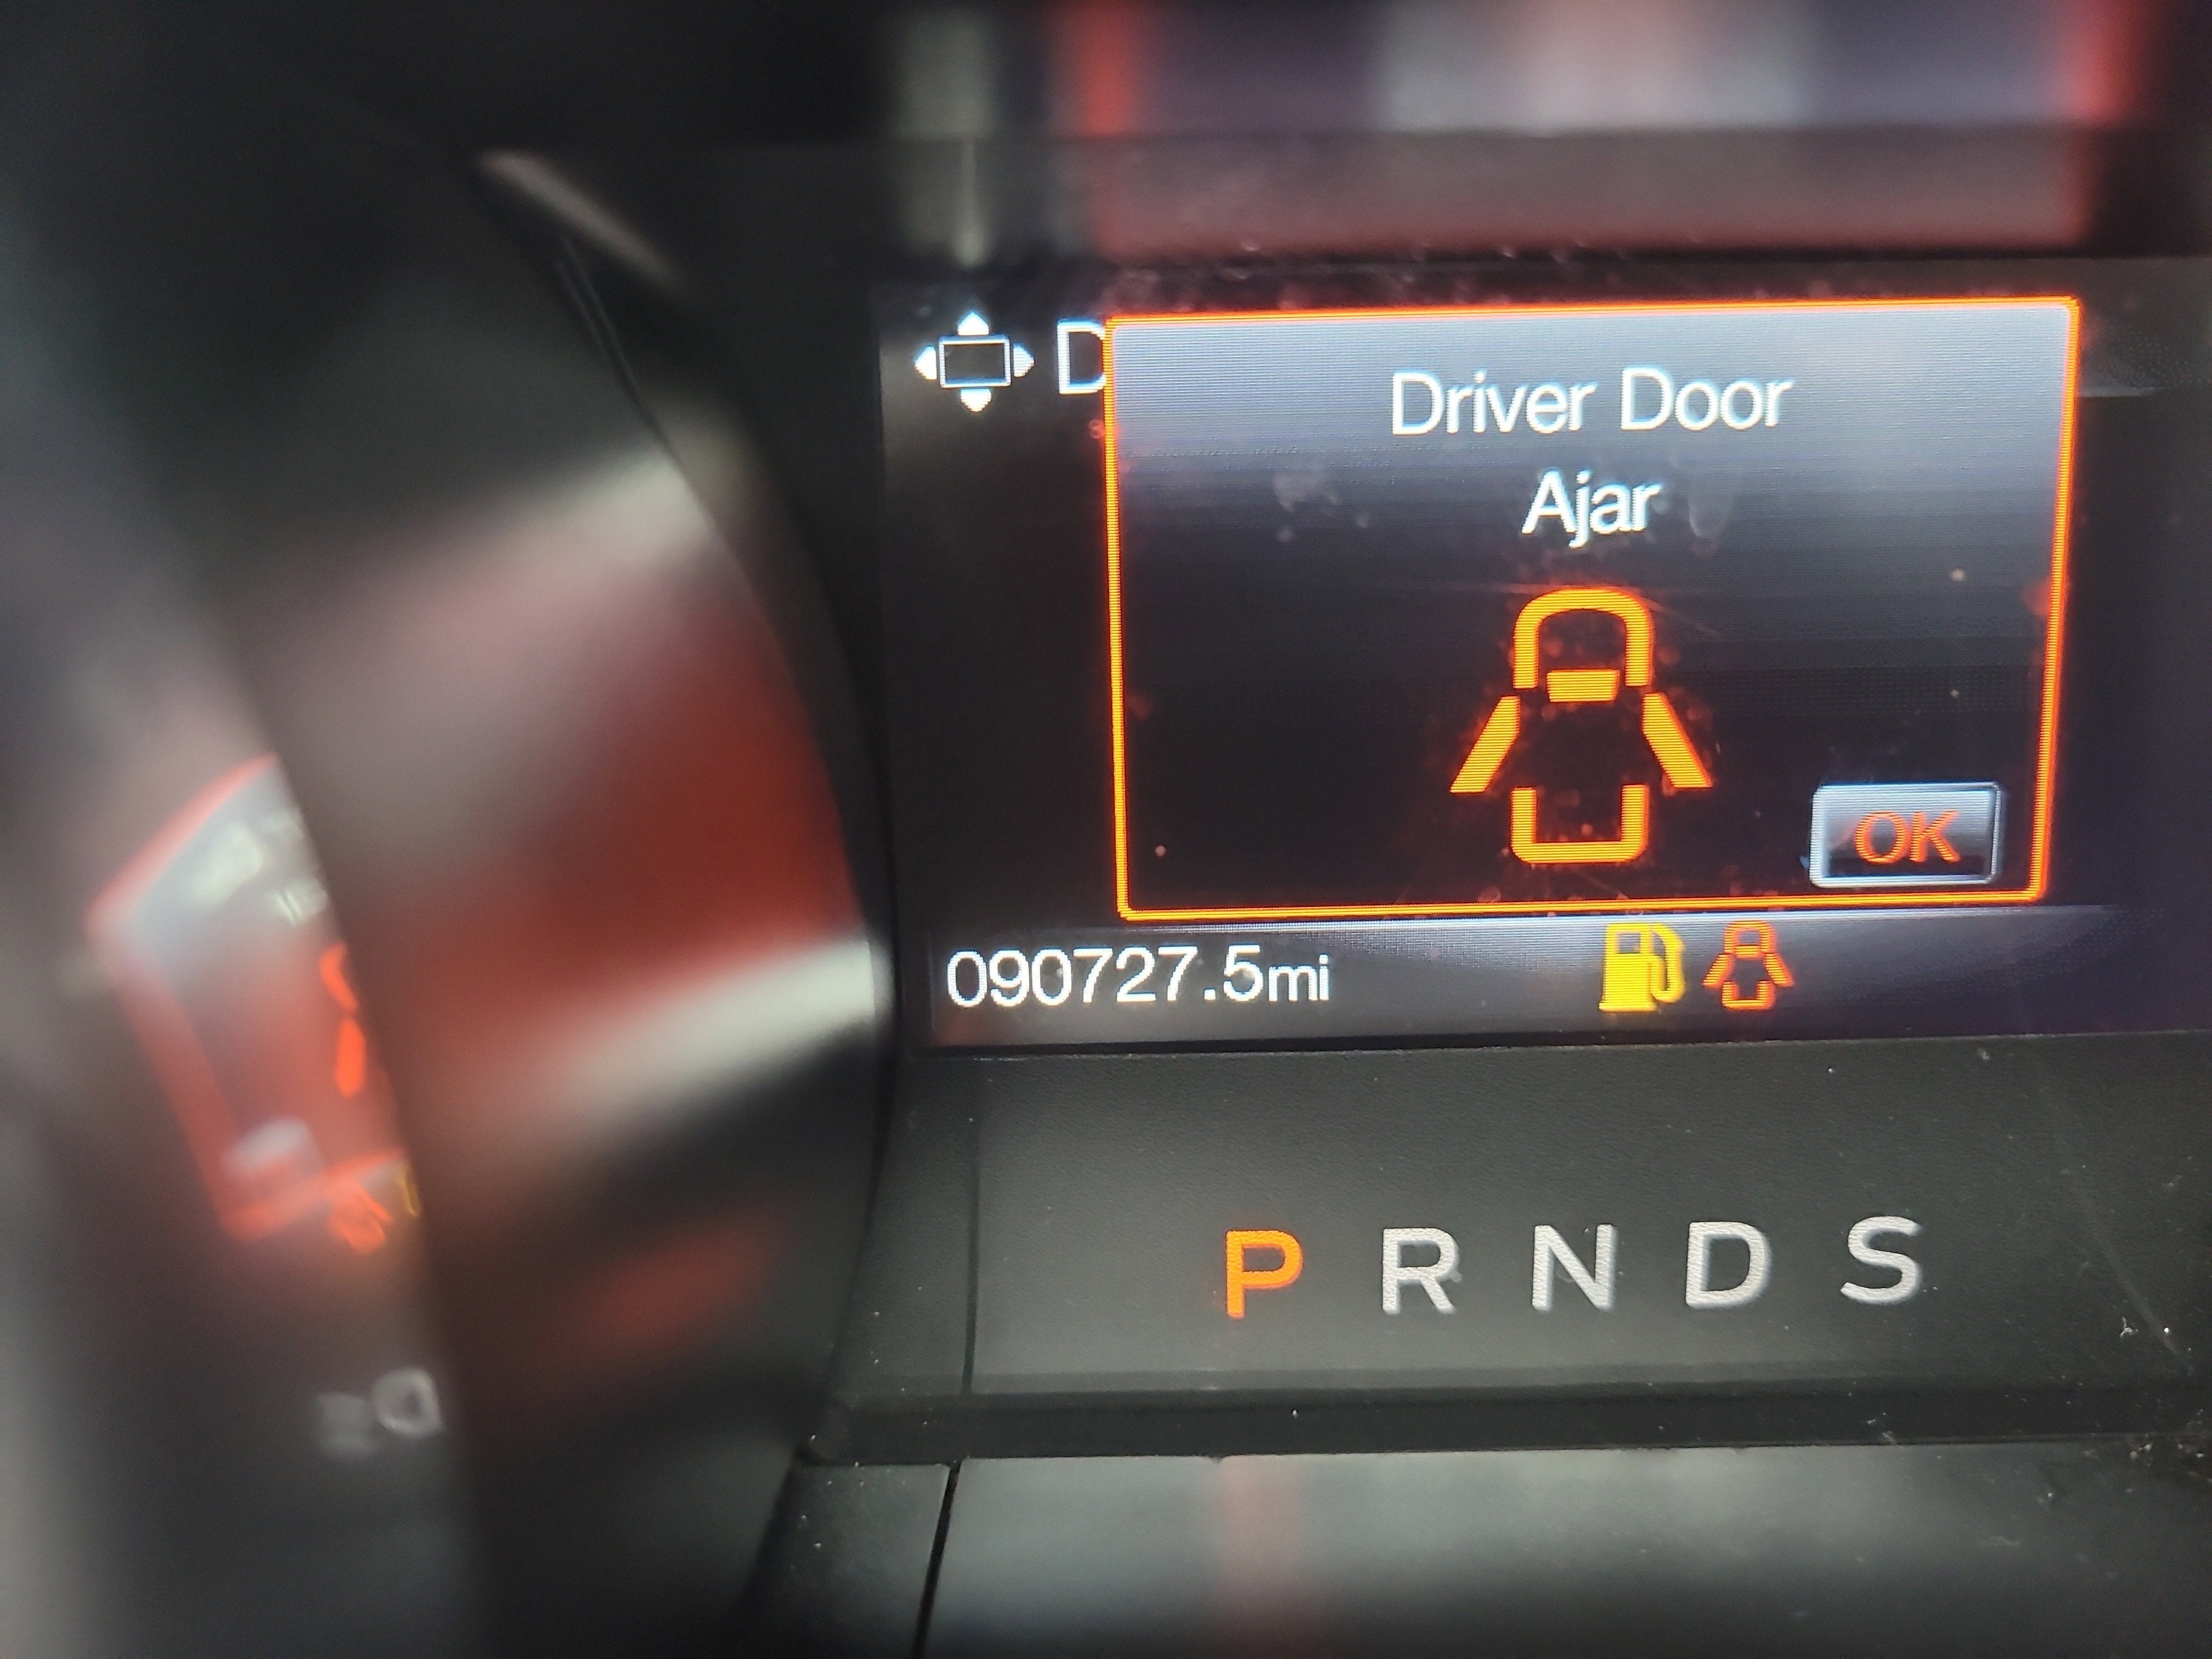 D
Driver Door
Ajar
OK
090727.5mi
P R N D S